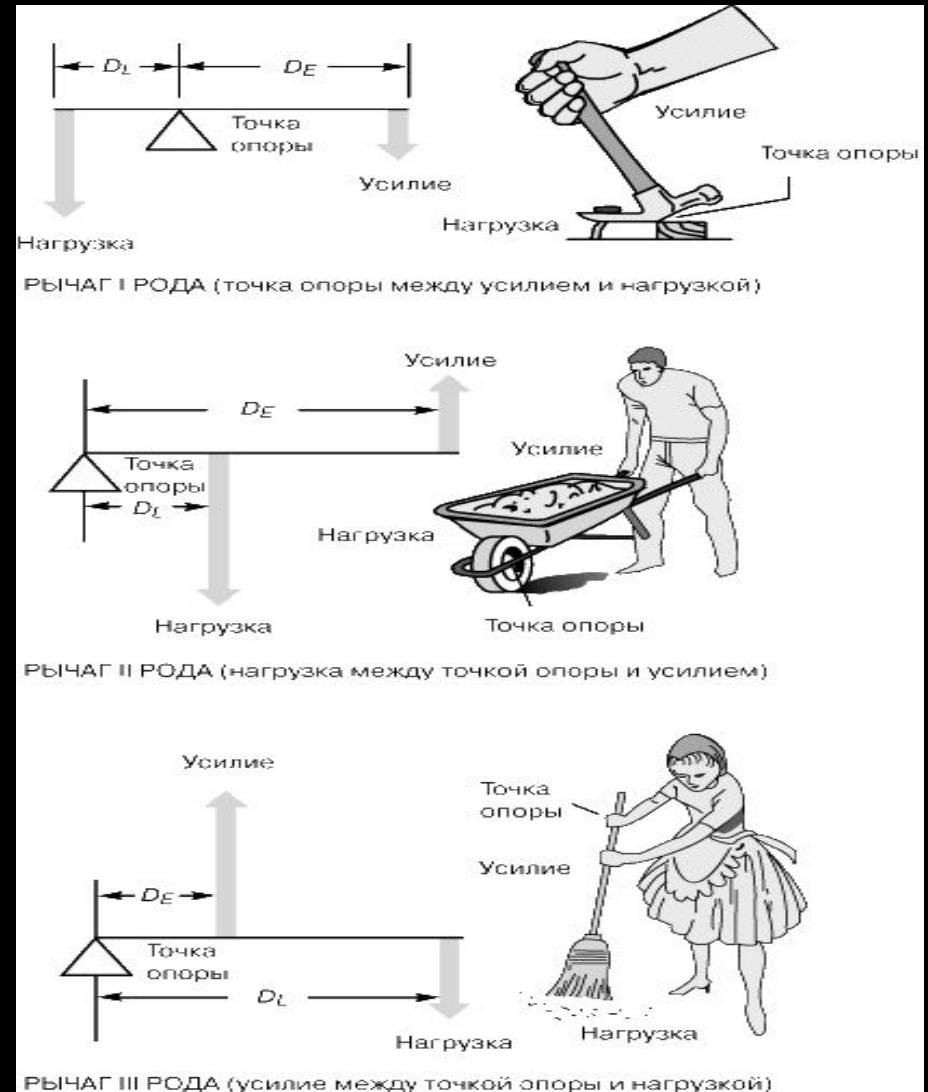 D_L
D_E
Точка
опоры
Усилие
Нагрузка
Усилие
Точка опоры
Нагрузка
РЫЧАГ I РОДА (точка опоры между усилием и нагрузкой)
Усилие
D_E
Точка
опоры
D_L
Нагрузка
Усилие
Нагрузка
Точка опоры
РЫЧАГ II РОДА (нагрузка между точкой опоры и усилием)
Усилие
D_E
Точка
опоры
D_L
Нагрузка
Точка
опоры
Усилие
Нагрузка
РЫЧАГ III РОДА (усилие между точкой опоры и нагрузкой)